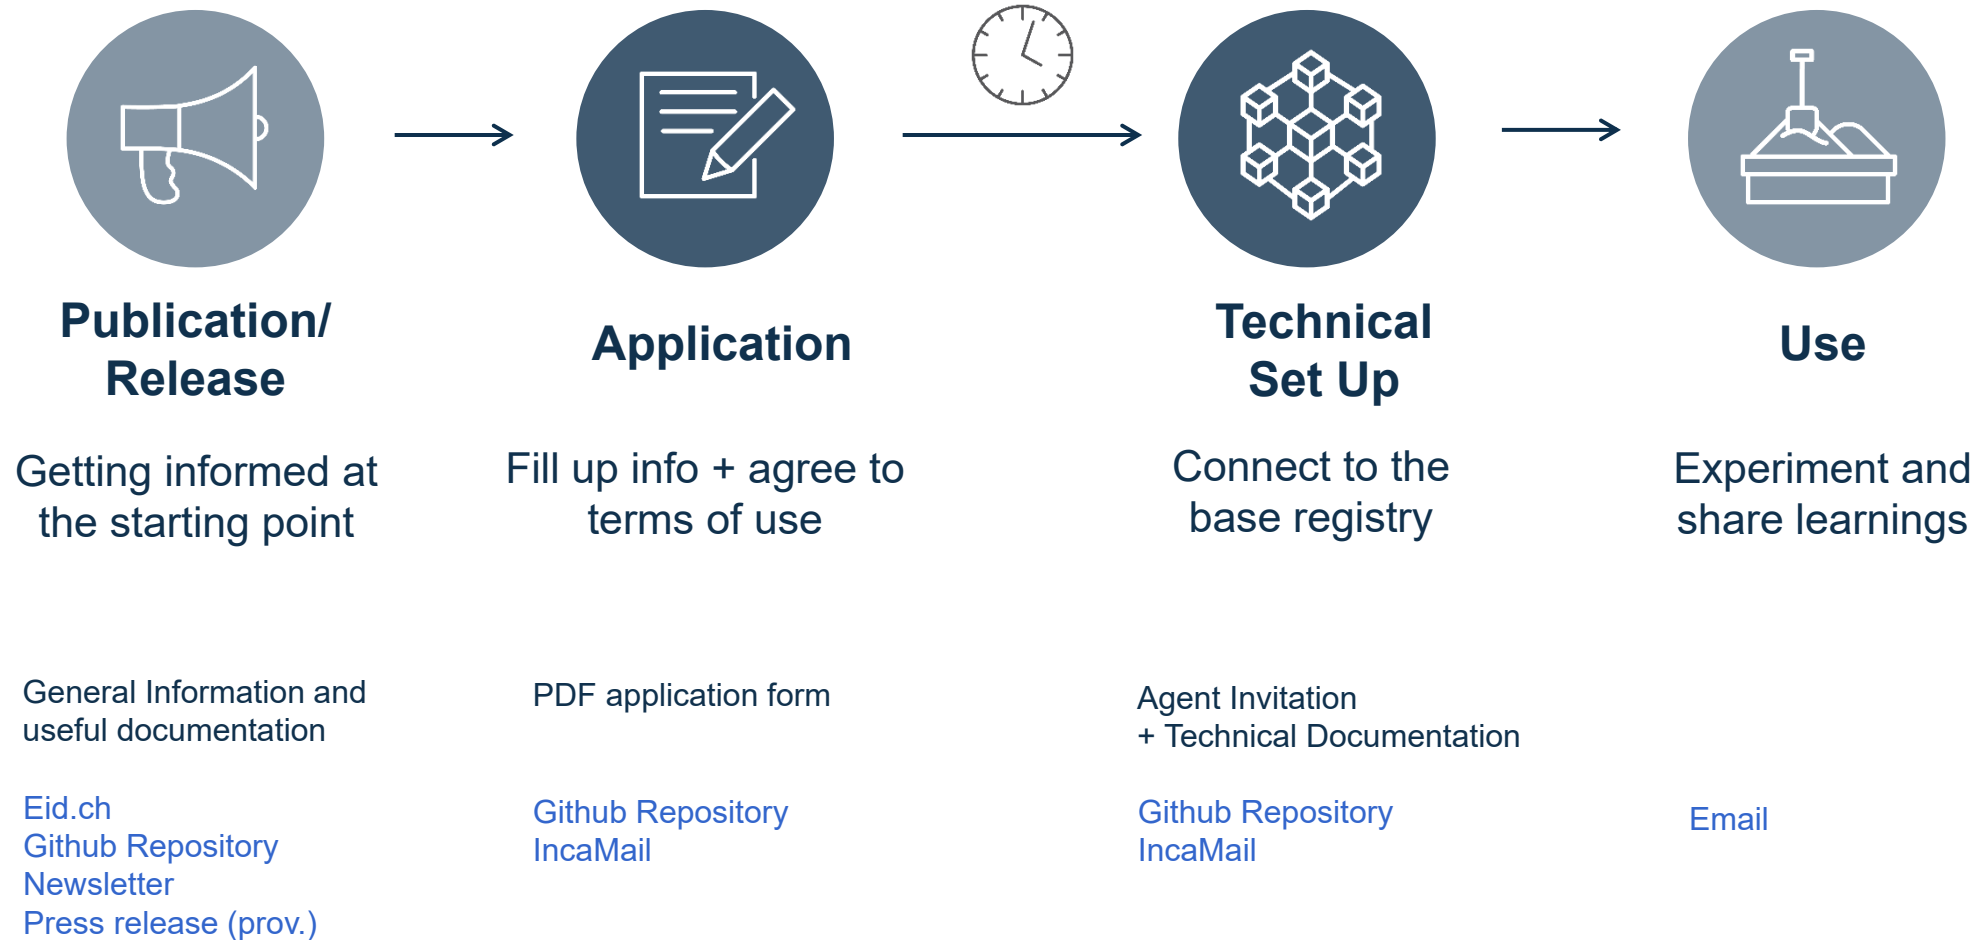 Publication/
Release
Getting informed at
the starting point
General Information and
useful documentation
Eid.ch
Github Repository
Newsletter
Press release (prov.)
Application
Fill up info + agree to
terms of use
PDF application form
Github Repository
IncaMail
Technical
Set Up
Connect to the
base registry
Agent Invitation
+ Technical Documentation
Github Repository
IncaMail
Use
Experiment and
share learnings
Email